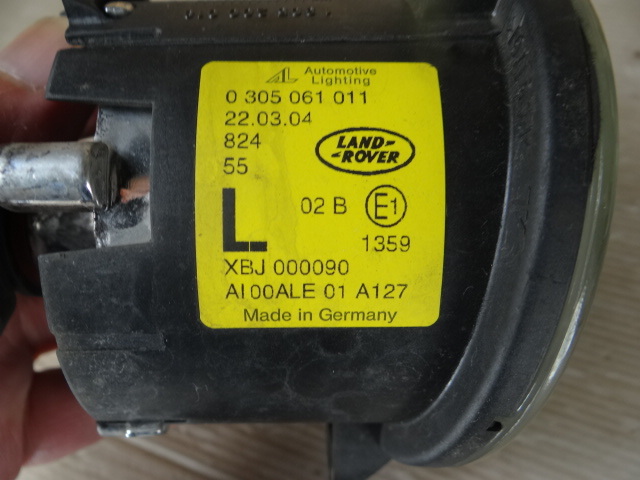 AL Automotive
Lighting
0 305 061 011
22.03.04
824
LAND-
-ROVER
55
L
02 B
E1
1359
XBJ 000090
AI 00ALE 01 A127
Made in Germany